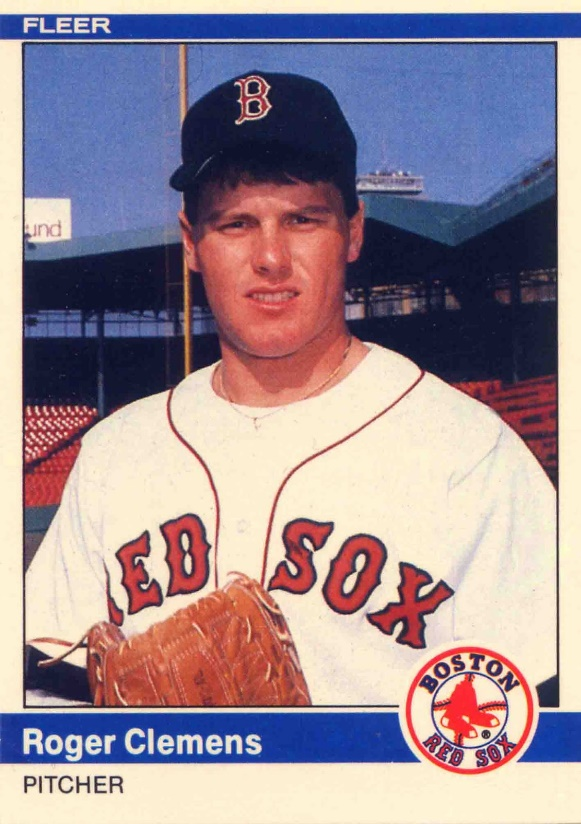 FLEER
B
und
RED SOX
BOSTON
RED SOX
®
Roger Clemens
PITCHER